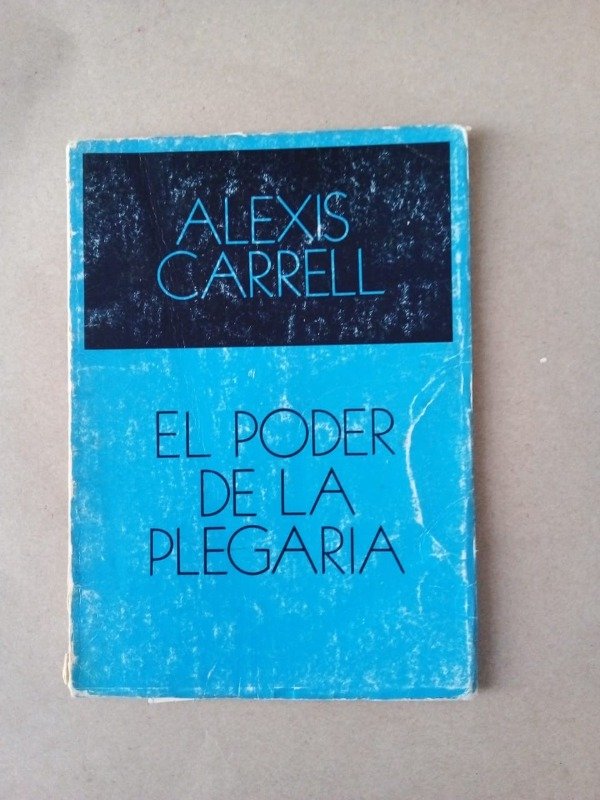 ALEXIS
CARRELL
EL PODER
DE LA
PLEGARIA